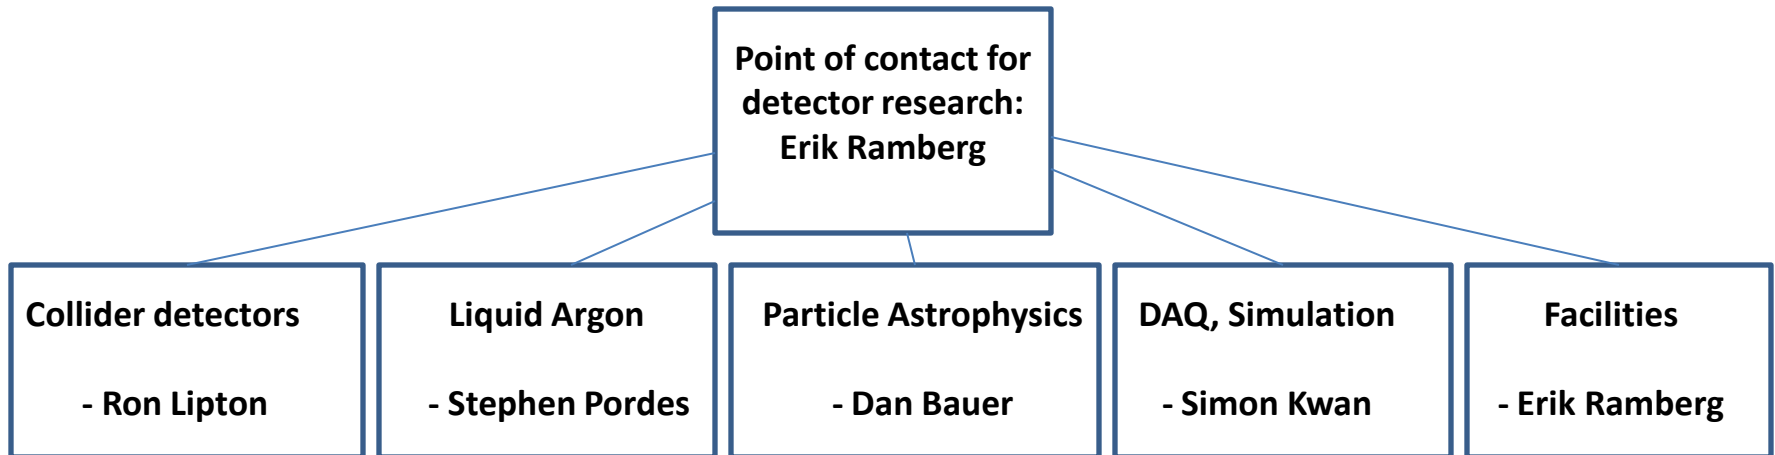 Point of contact for
detector research:
Erik Ramberg
Collider detectors
- Ron Lipton
Liquid Argon
- Stephen Pordes
Particle Astrophysics
- Dan Bauer
DAQ, Simulation
- Simon Kwan
Facilities
- Erik Ramberg